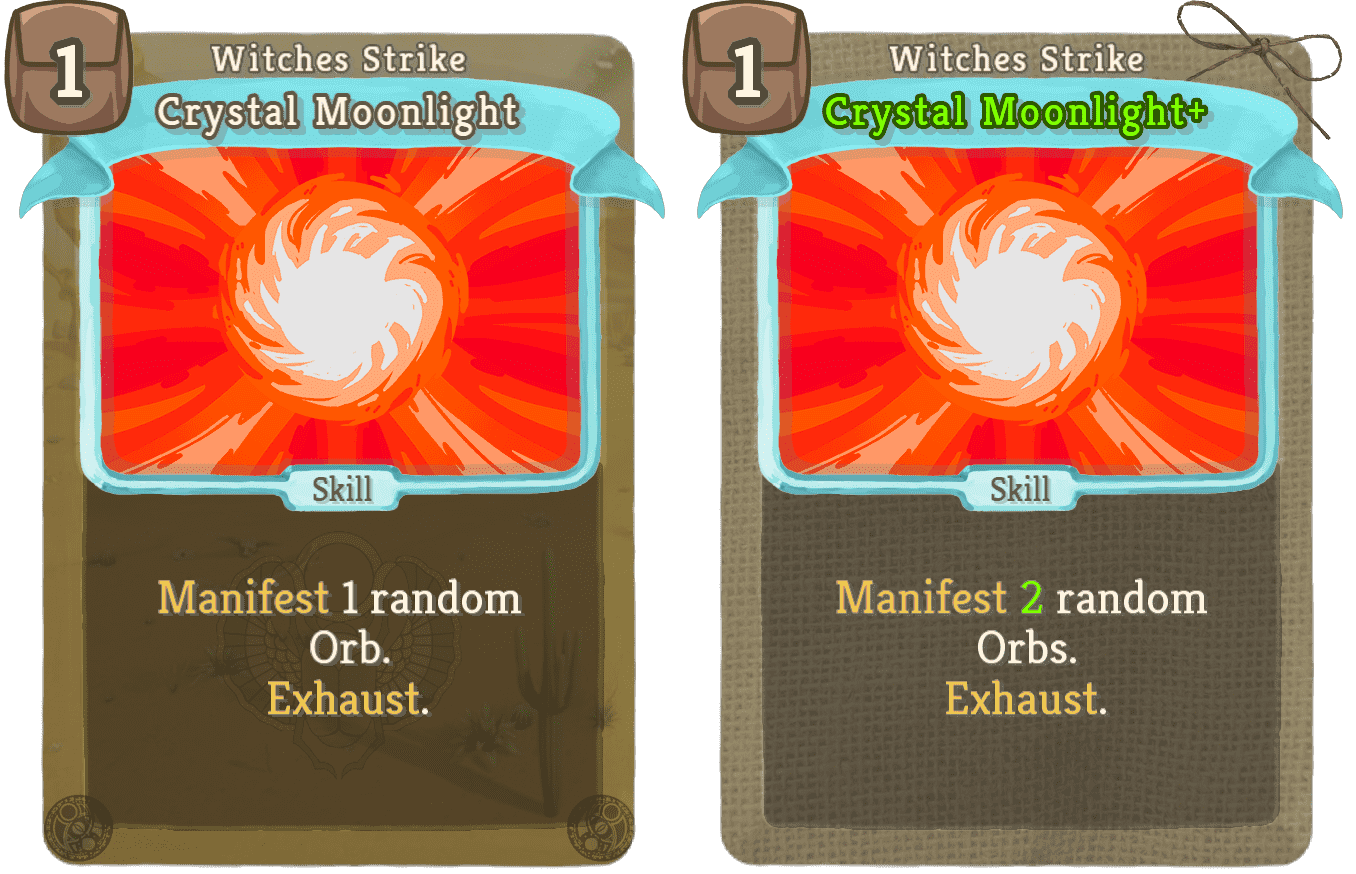 1
Witches Strike
Crystal Moonlight
Skill
Manifest 1 random
Orb.
Exhaust.
1
Witches Strike
Crystal Moonlight+
Skill
Manifest 2 random
Orbs.
Exhaust.